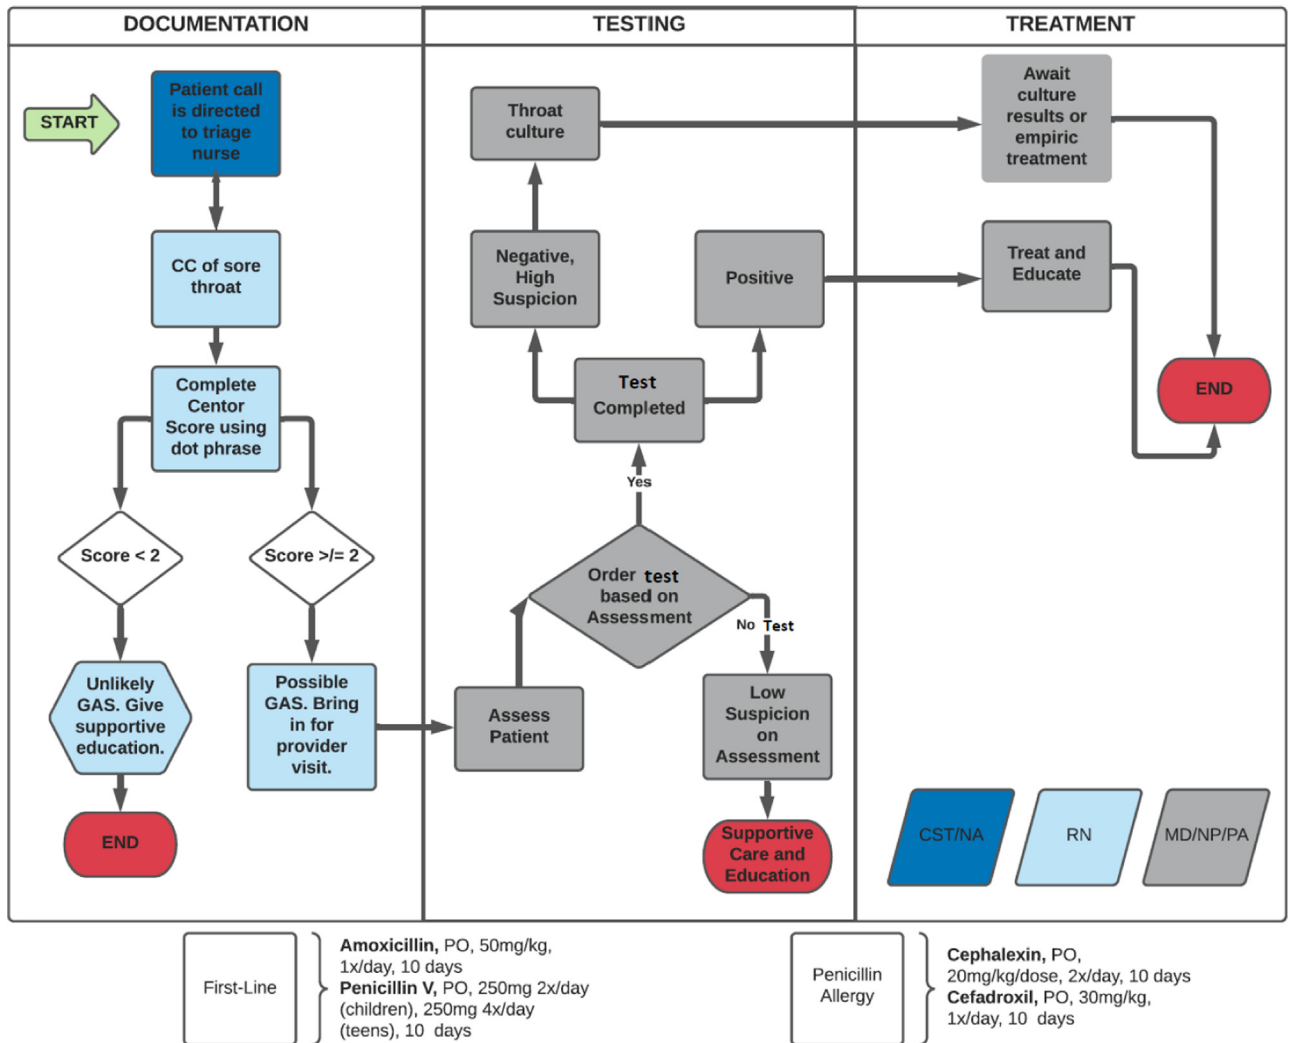 DOCUMENTATION
TESTING
TREATMENT
START
Patient call
is directed
to triage
nurse
CC of sore
throat
Complete
Centor
Score using
dot phrase
Score < 2
Score >/= 2
Unlikely
GAS. Give
supportive
education.
Possible
GAS. Bring
in for
provider
visit.
END
Throat
culture
Negative,
High
Suspicion
Positive
Test
Completed
Yes
Order test
based on
Assessment
No Test
Assess
Patient
Low
Suspicion
on
Assessment
Supportive
Care and
Education
Await
culture
results or
empiric
treatment
Treat and
Educate
END
CST/NA
RN
MD/NP/PA
First-Line
Amoxicillin, PO, 50mg/kg,
1x/day, 10 days
Penicillin V, PO, 250mg 2x/day
(children), 250mg 4x/day
(teens), 10 days
Penicillin
Allergy
Cephalexin, PO,
20mg/kg/dose, 2x/day, 10 days
Cefadroxil, PO, 30mg/kg,
1x/day, 10 days